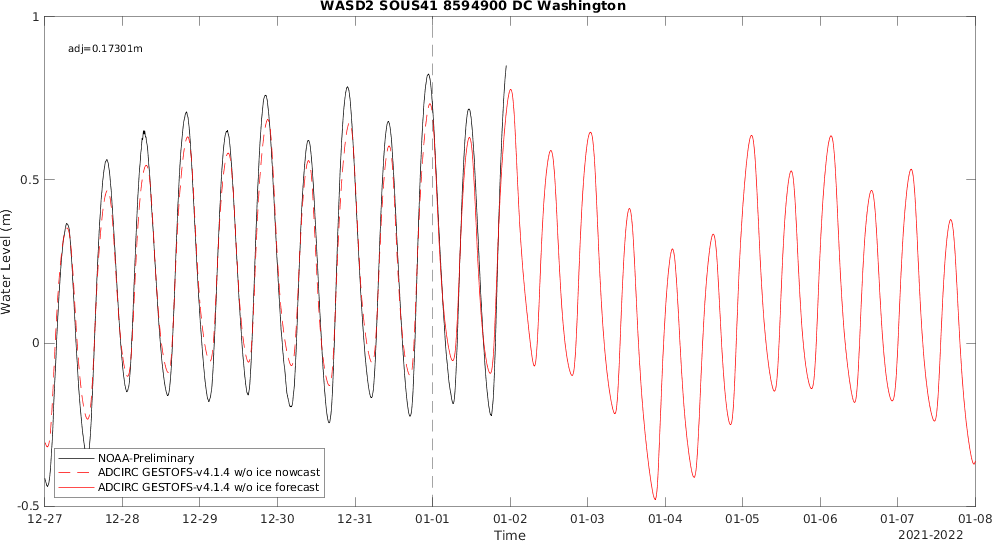 WASD2 SOUS41 8594900 DC Washington
1
adj=0.17301m
0.5
Water Level (m)
0
NOAA-Preliminary
ADCIRC GESTOFS-v4.1.4 w/o ice nowcast
ADCIRC GESTOFS-v4.1.4 w/o ice forecast
-0.5
12-27 12-28 12-29 12-30 12-31 01-01 01-02 01-03 01-04 01-05 01-06 01-07 01-08
Time
2021-2022